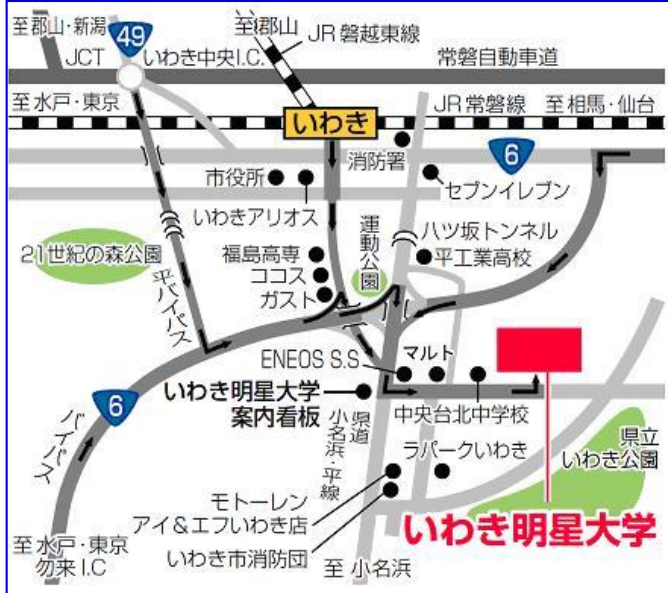 至郡山・新潟
49
至郡山
JR磐越東線
JCT
いわき中央I.C.
常磐自動車道
至水戸・東京
いわき
JR常磐線
至相馬・仙台
消防署
6
市役所
セブンイレブン
いわきアリオス
運動公園
八ツ坂トンネル
21世紀の森公園
福島高専
平工業高校
ココス
平バイパス
ガスト
ENEOS S.S
マルト
6
いわき明星大学
案内看板
県道
小名浜・平線
中央台北中学校
バイパス
ラパークいわき
県立
いわき公園
モトーレン
アイ&エフいわき店
いわき明星大学
至水戸・東京
勿来I.C
いわき市消防団
至 小名浜